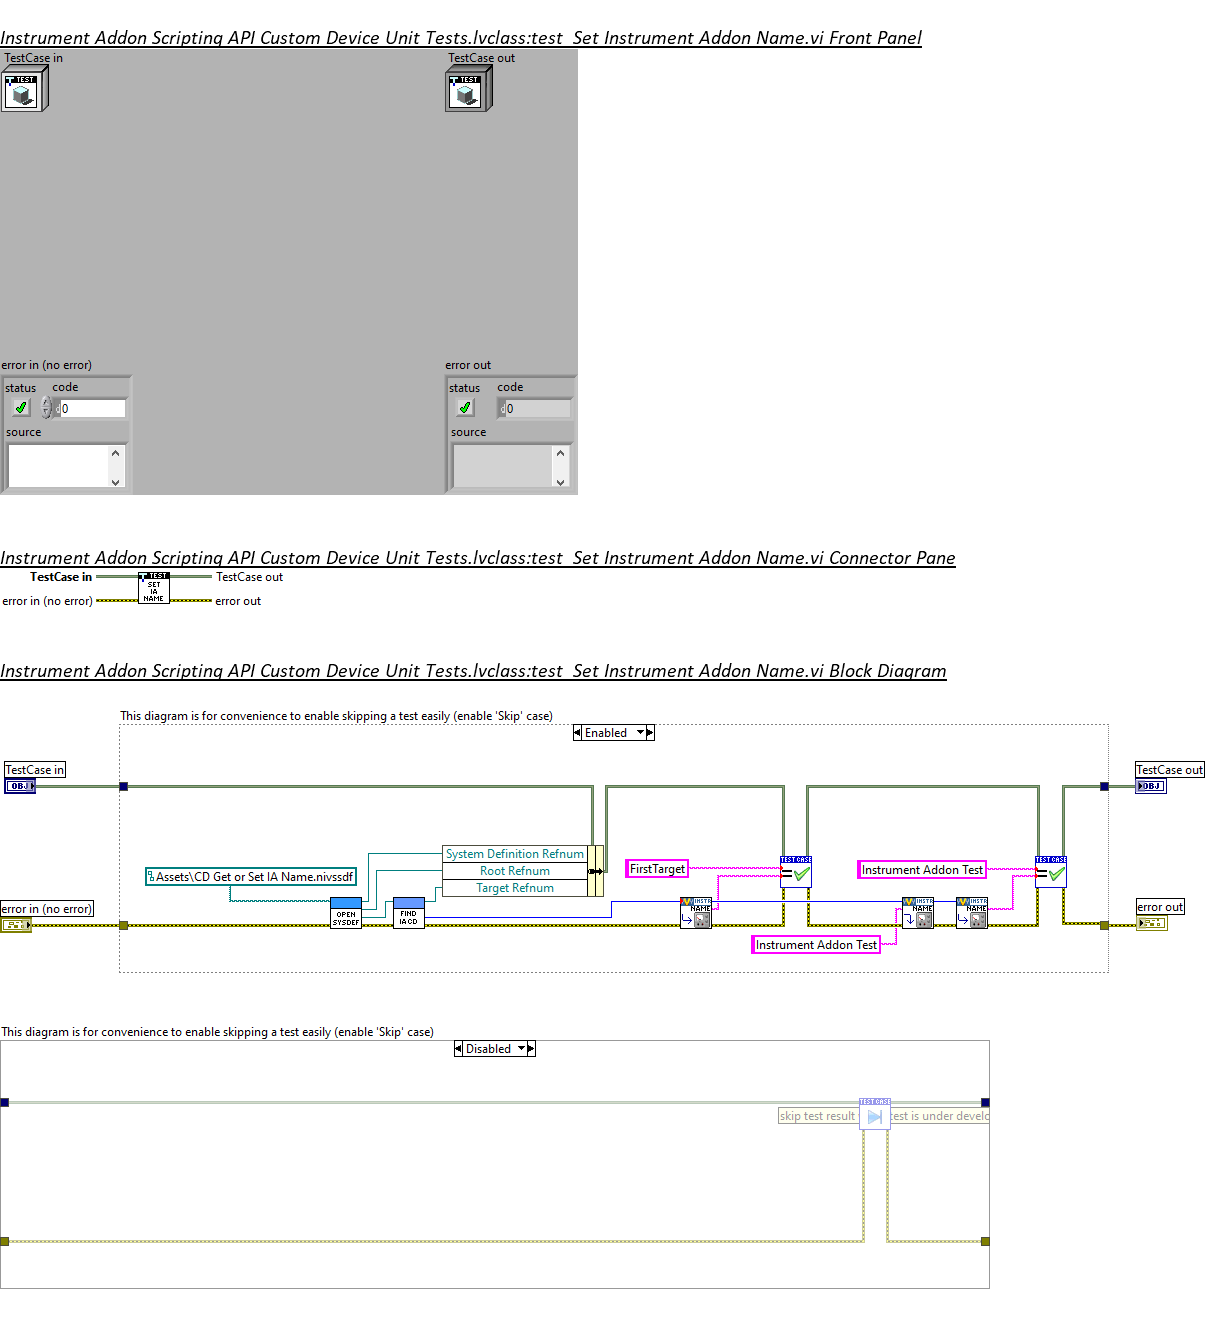 Instrument Addon Scripting API Custom Device Unit Tests.lvclass:test_Set Instrument Addon Name.vi Front Panel
TestCase in
TestCase out
TEST
TEST
error in (no error)
error out
status
code
status
code
d
0
d
0
source
source
Instrument Addon Scripting API Custom Device Unit Tests.lvclass:test_Set Instrument Addon Name.vi Connector Pane
TestCase in
TEST
SET
IA
NAME
TestCase out
error in (no error)
error out
Instrument Addon Scripting API Custom Device Unit Tests.lvclass:test_Set Instrument Addon Name.vi Block Diagram
This diagram is for convenience to enable skipping a test easily (enable 'Skip' case)
Enabled
TestCase in
OBJ
TestCase out
OBJ
System Definition Refnum
Root Refnum
Target Refnum
Assets\CD Get or Set IA Name.nivssdf
FirstTarget
TEST CASE
Instrument Addon Test
TEST CASE
error in (no error)
OPEN
SYSDEF
FIND
IA CD
INSTR
NAME
INSTR
NAME
INSTR
NAME
error out
Instrument Addon Test
This diagram is for convenience to enable skipping a test easily (enable 'Skip' case)
Disabled
TEST CASE
skip test result
test is under develo